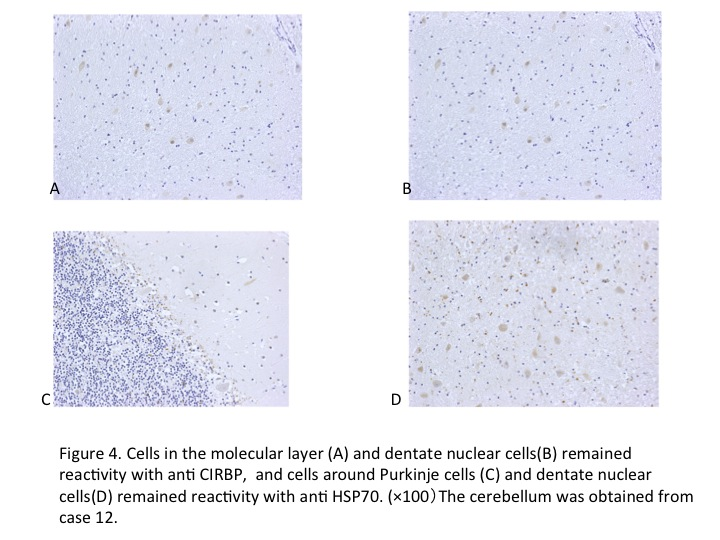 A
B
C
D
Figure 4. Cells in the molecular layer (A) and dentate nuclear cells(B) remained
reactivity with anti CIRBP,  and cells around Purkinje cells (C) and dentate nuclear
cells(D) remained reactivity with anti HSP70. (×100）The cerebellum was obtained from
case 12.